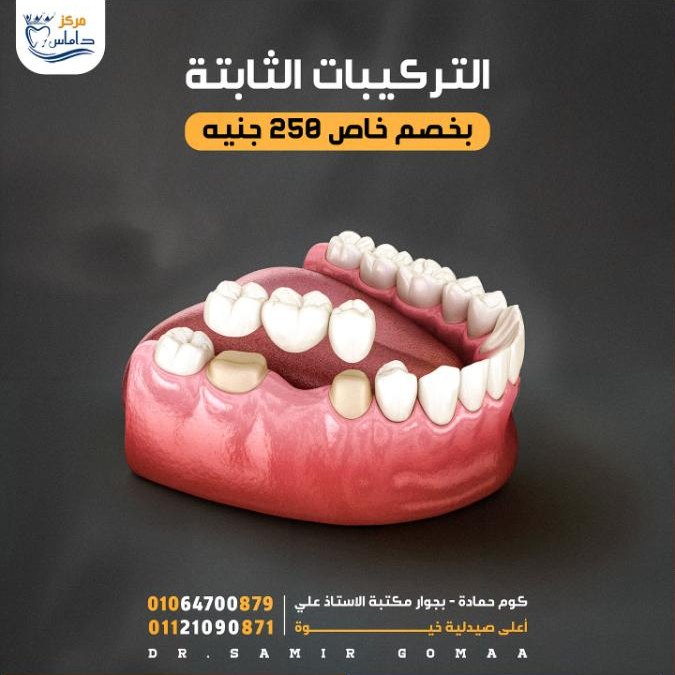 مركز
داماس
التركيبات الثابتة
بخصم خاص 250 جنيه
كوم حمادة - بجوار مكتبة الاستاذ علي
01064700879
أعلى صيدلية خيوة
01121090871
DR.SAMIR GOMAA